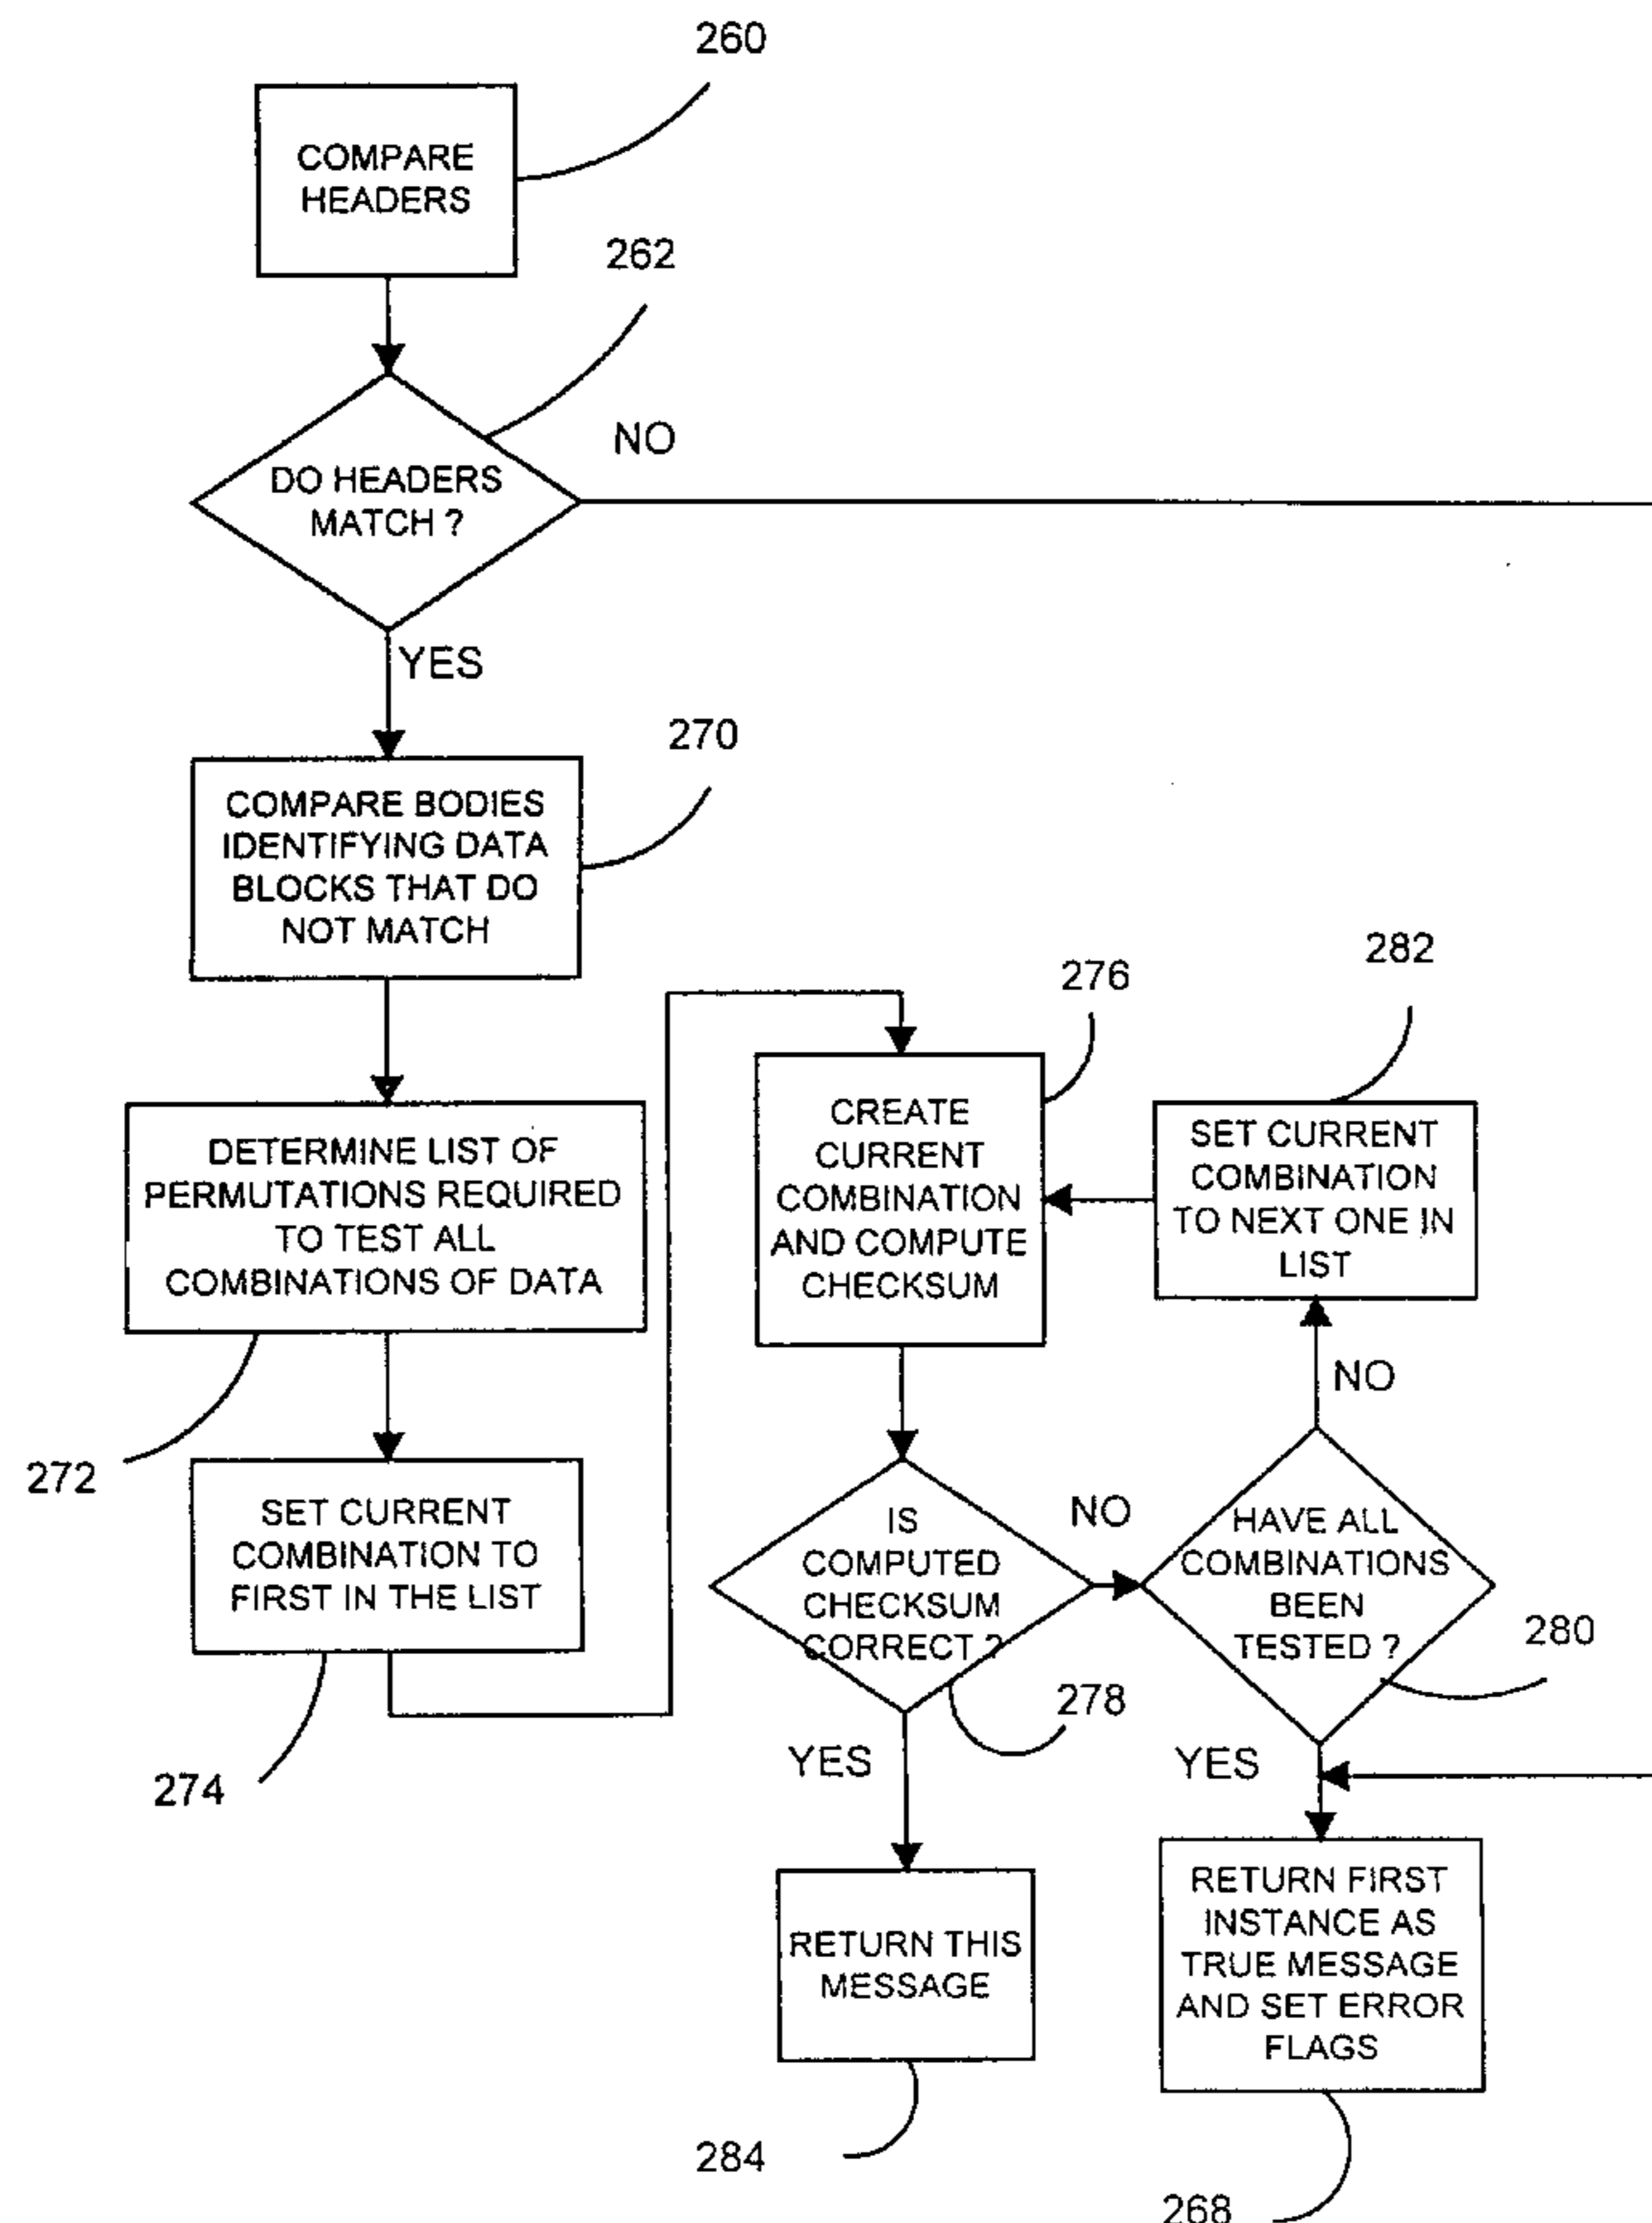 260
COMPARE
HEADERS
262
DO HEADERS
MATCH ?
NO
YES
270
COMPARE BODIES
IDENTIFYING DATA
BLOCKS THAT DO
NOT MATCH
DETERMINE LIST OF
PERMUTATIONS REQUIRED
TO TEST ALL
COMBINATIONS OF DATA
272
SET CURRENT
COMBINATION TO
FIRST IN THE LIST
274
276
CREATE
CURRENT
COMBINATION
AND COMPUTE
CHECKSUM
282
SET CURRENT
COMBINATION
TO NEXT ONE IN
LIST
NO
IS
COMPUTED
CHECKSUM
CORRECT ?
NO
278
YES
HAVE ALL
COMBINATIONS
BEEN
TESTED ?
280
YES
RETURN THIS
MESSAGE
284
RETURN FIRST
INSTANCE AS
TRUE MESSAGE
AND SET ERROR
FLAGS
268